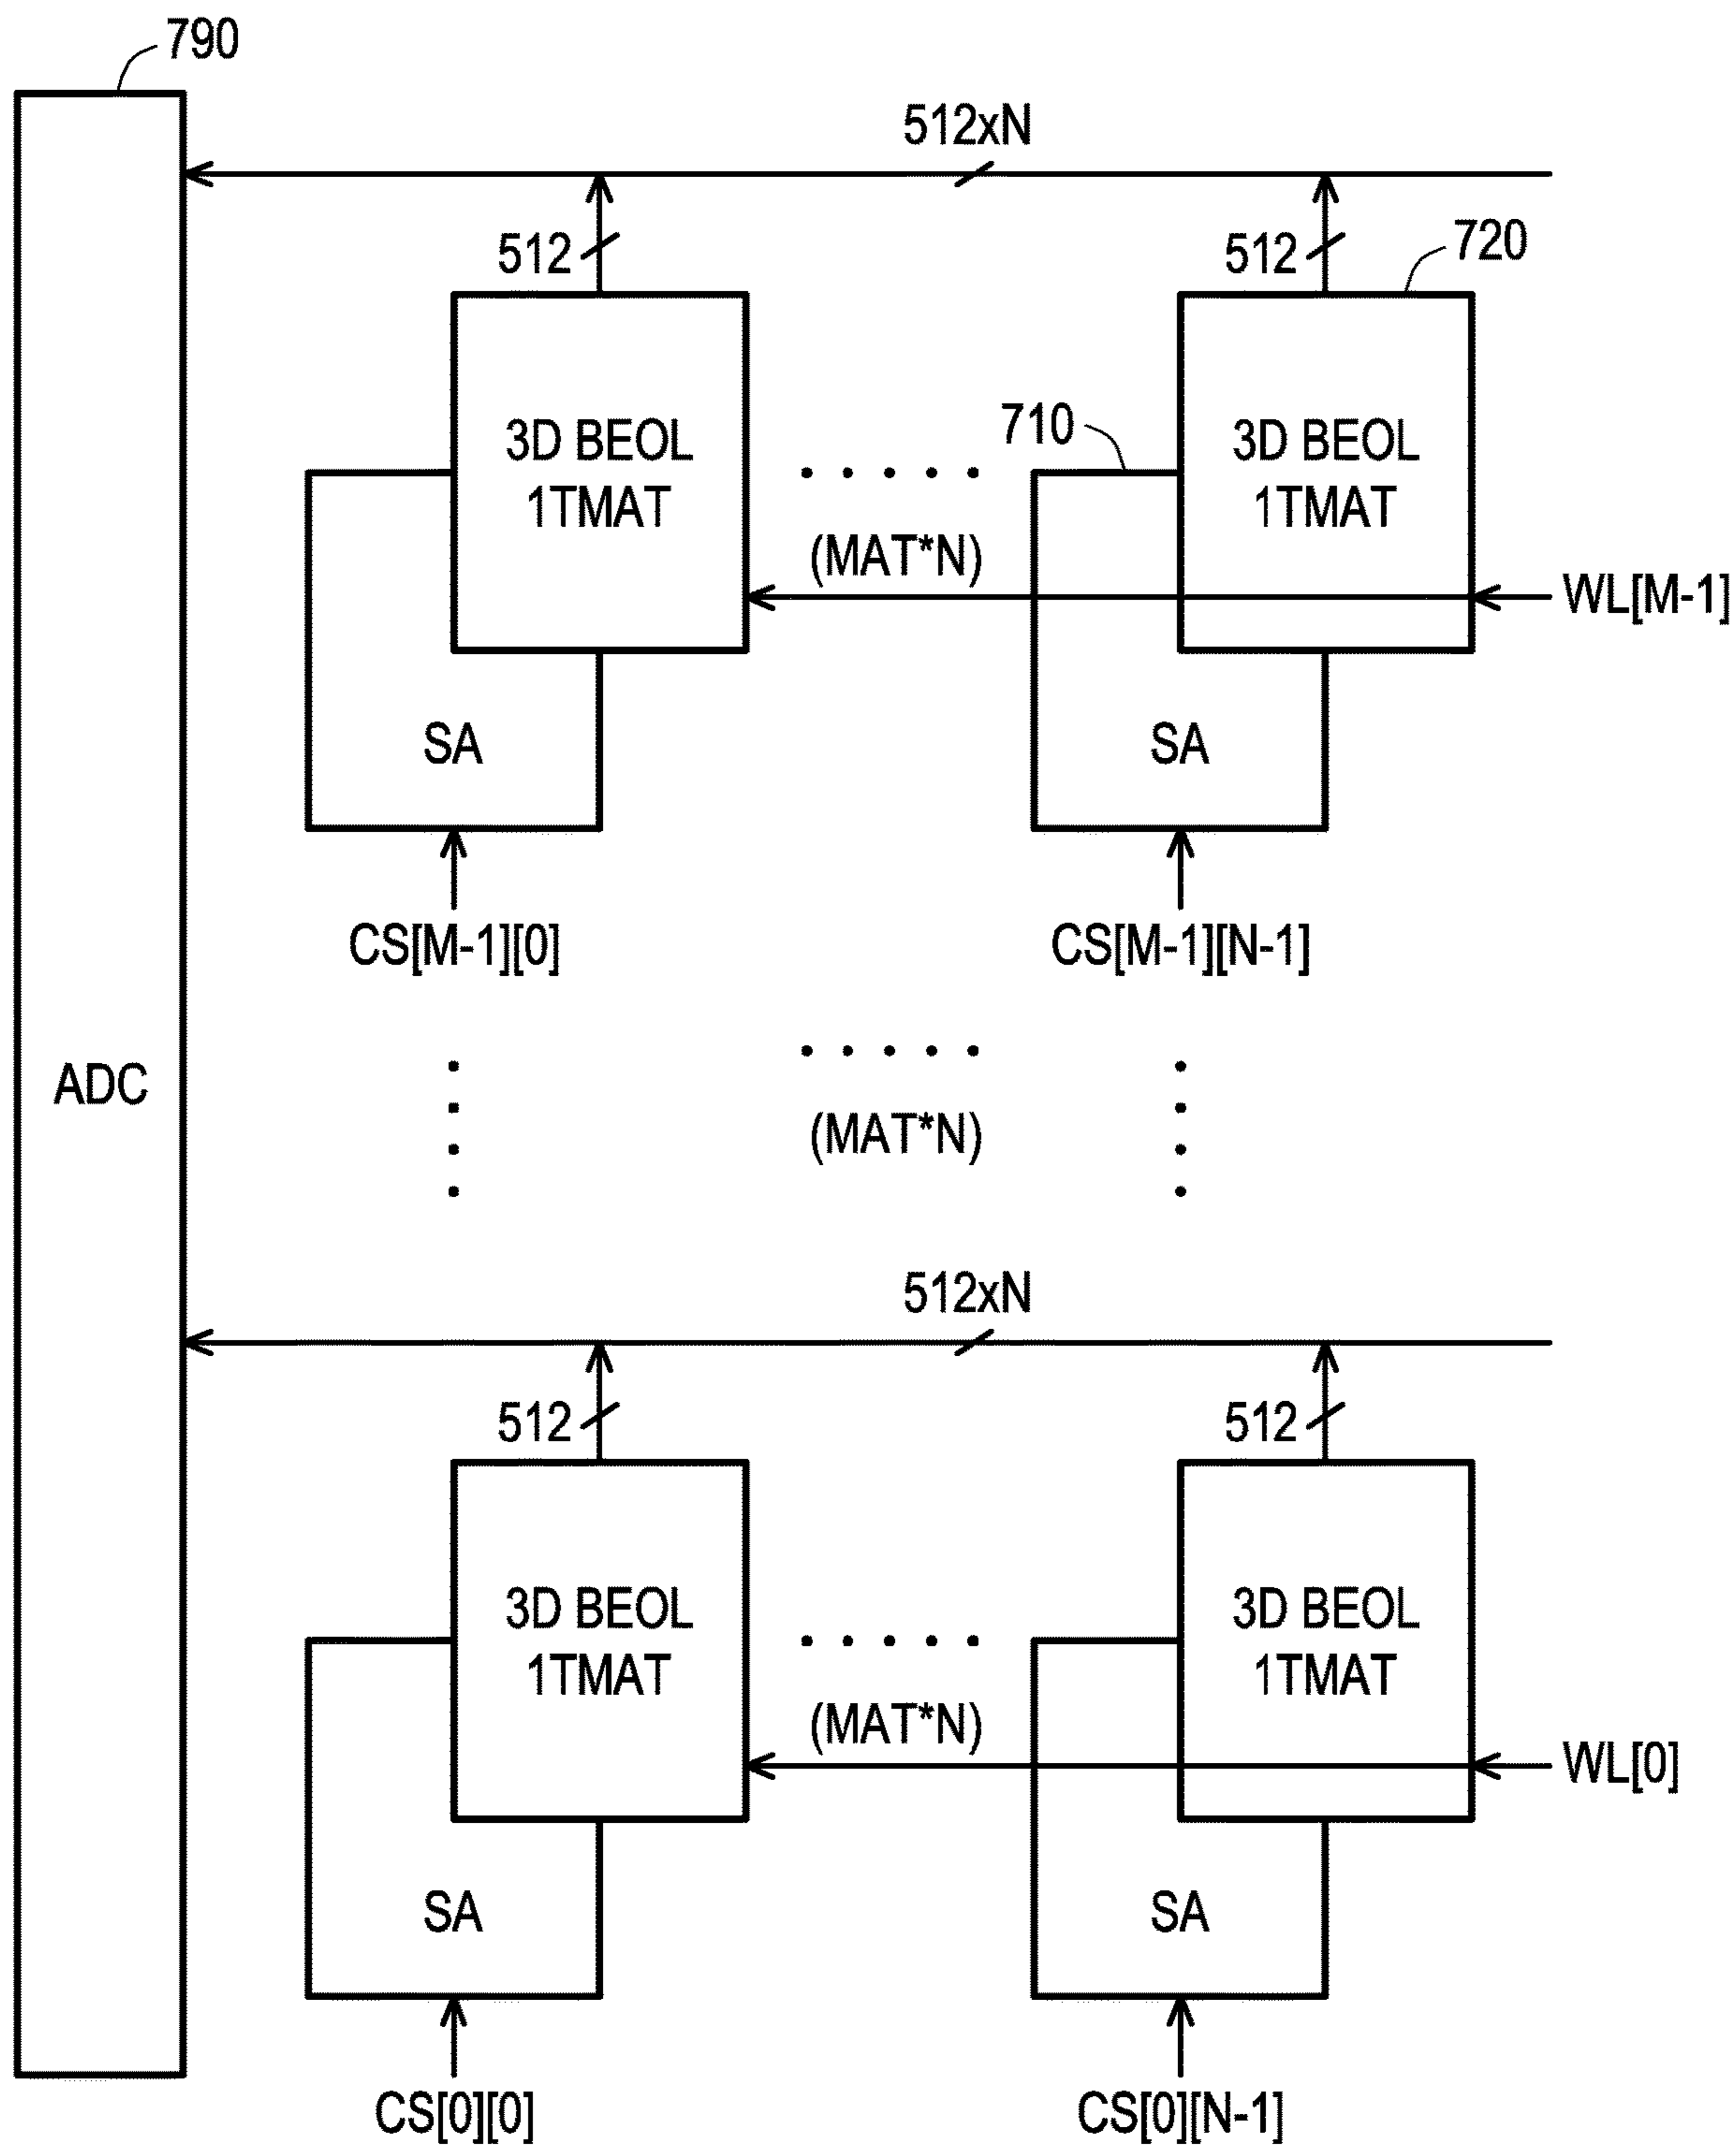 790
512xN
512
512
720
3D BEOL
1TMAT
710
3D BEOL
1TMAT
(MAT*N)
WL[M-1]
SA
SA
CS[M-1][0]
CS[M-1][N-1]
ADC
(MAT*N)
512xN
512
512
3D BEOL
1TMAT
3D BEOL
1TMAT
(MAT*N)
WL[0]
SA
SA
CS[0][0]
CS[0][N-1]